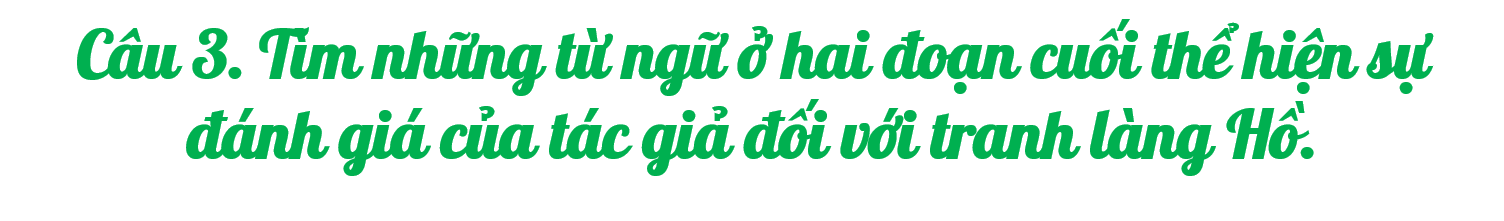 Câu 3. Tìm những từ ngữ ở hai đoạn cuối thể hiện sự
đánh giá của tác giả đối với tranh làng Hồ.